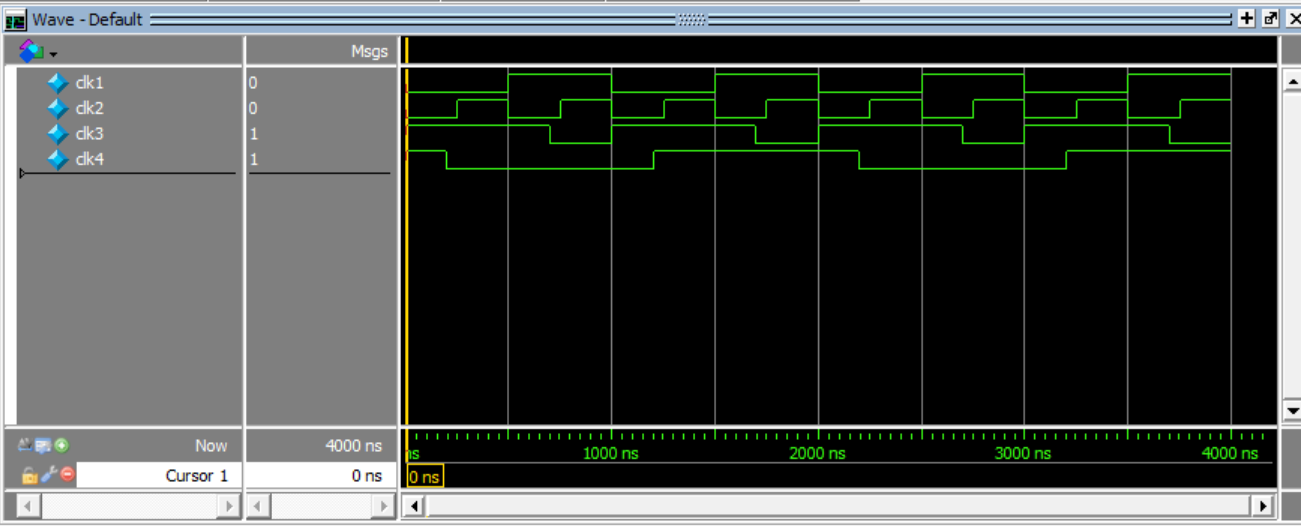 Wave - Default
Msgs
clk1 0
clk2 0
clk3 1
clk4 1
Now 4000 ns
ns 1000 ns 2000 ns 3000 ns 4000 ns
Cursor 1 0 ns 0 ns